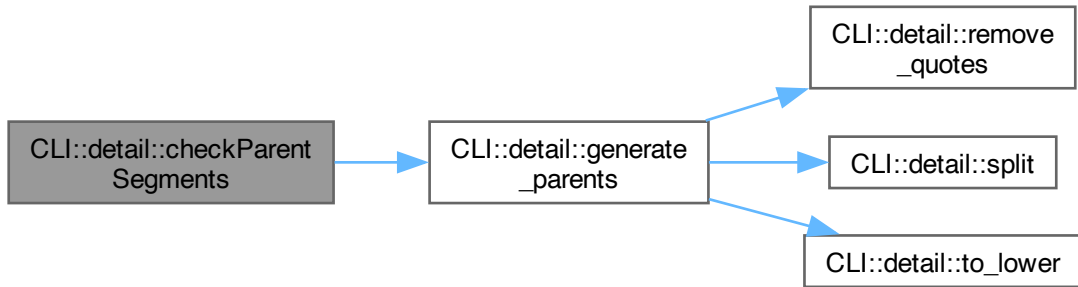 CLI::detail::checkParent
Segments
CLI::detail::generate
_parents
CLI::detail::remove
_quotes
CLI::detail::split
CLI::detail::to_lower